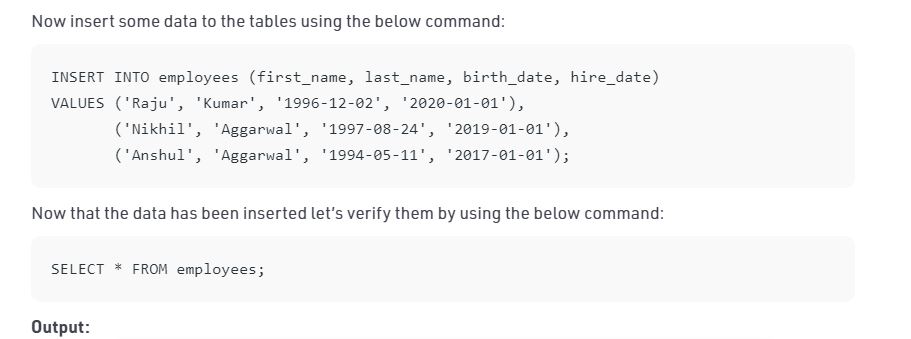 Now insert some data to the tables using the below command:
INSERT INTO employees (first_name, last_name, birth_date, hire_date)
VALUES ('Raju', 'Kumar', '1996-12-02', '2020-01-01'),
('Nikhil', 'Aggarwal', '1997-08-24', '2019-01-01'),
('Anshul', 'Aggarwal', '1994-05-11', '2017-01-01');
Now that the data has been inserted let’s verify them by using the below command:
SELECT * FROM employees;
Output: